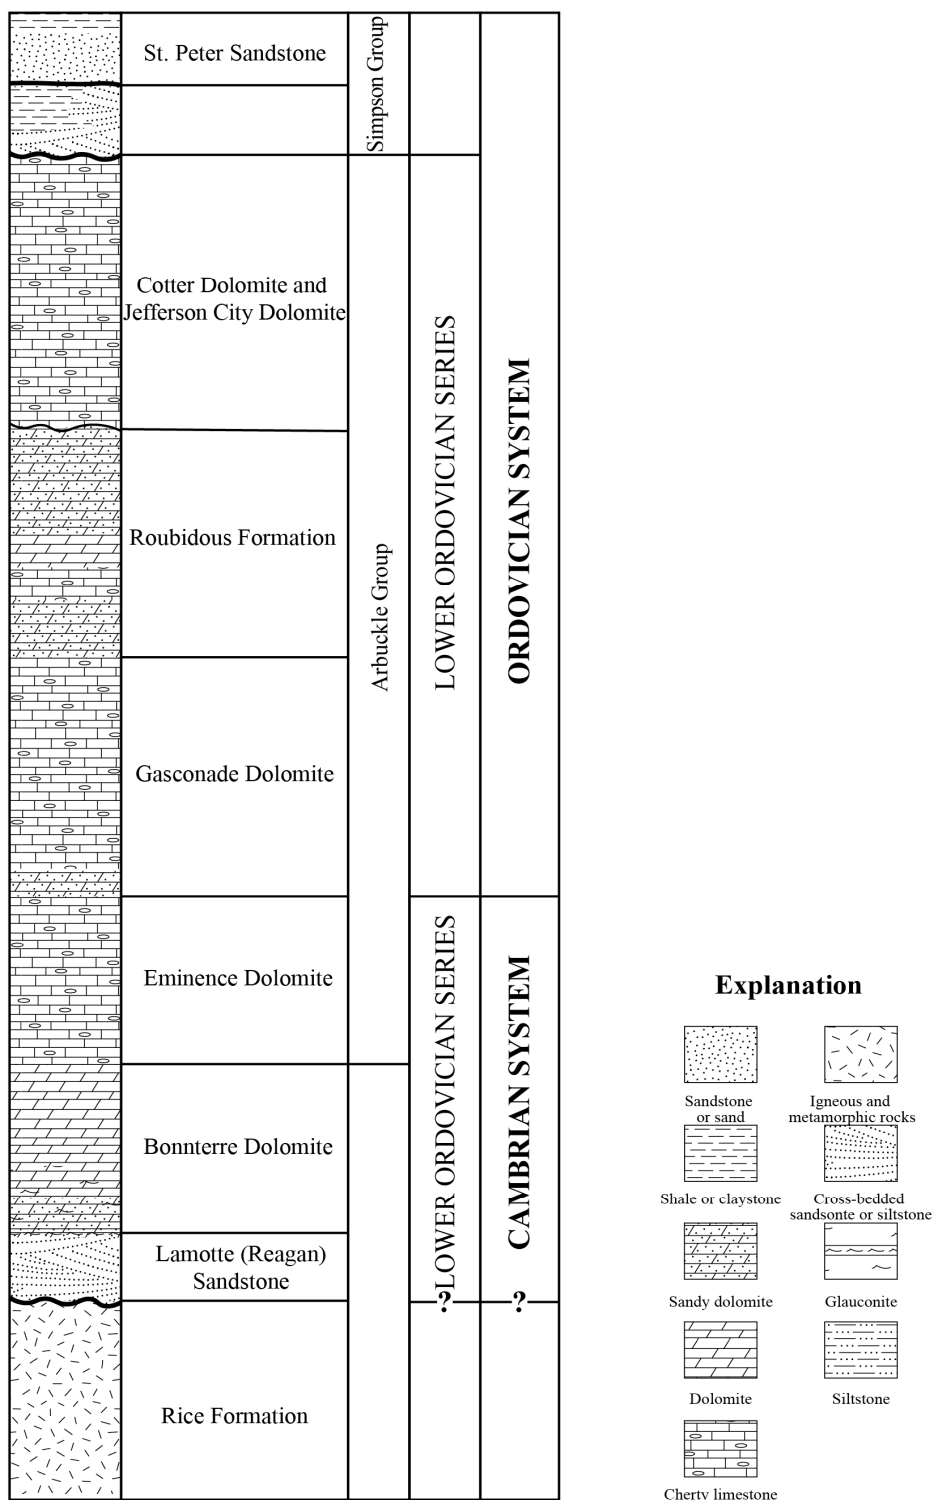 St. Peter Sandstone
Simpson Group
Cotter Dolomite and
Jefferson City Dolomite
Roubidous Formation
Gasconade Dolomite
Arbuckle Group
LOWER ORDOVICIAN SERIES
ORDOVICIAN SYSTEM
Eminence Dolomite
Bonnterre Dolomite
Lamotte (Reagan)
Sandstone
LOWER ORDOVICIAN SERIES
CAMBRIAN SYSTEM
?
?
Rice Formation
Explanation
Sandstone
or sand
Igneous and
metamorphic rocks
Shale or claystone
Cross-bedded
sandsonte or siltstone
Sandy dolomite
Glauconite
Dolomite
Siltstone
Cherty limestone